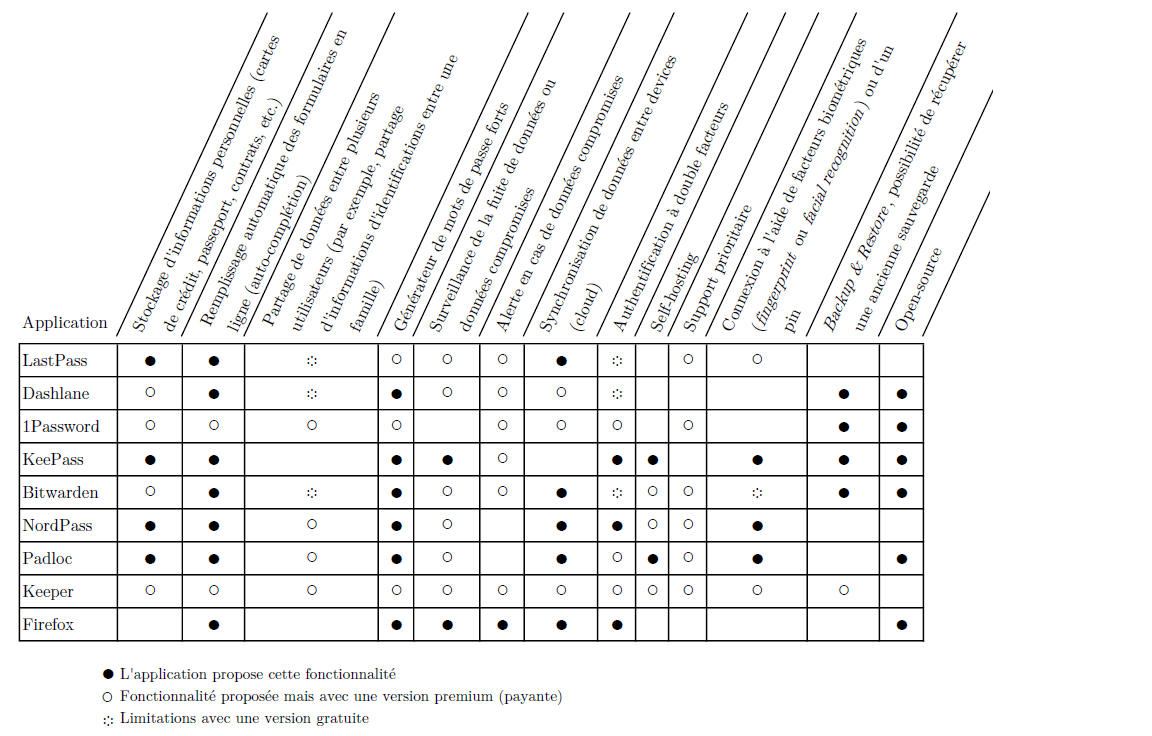 Application
Stockage d'informations personnelles (cartes
de crédit, passeport, contrats, etc.)
Remplissage automatique des formulaires en
ligne (auto-complétion)
Partage de données entre plusieurs
utilisateurs (par exemple, partage
d'informations d'identifications entre une
famille)
Générateur de mots de passe forts
Surveillance de la fuite de données ou
données compromises
Alerte en cas de données compromises
Synchronisation de données entre devices
(cloud)
Authentification à double facteurs
Self-hosting
Support prioritaire
Connexion à l'aide de facteurs biométriques
(fingerprint ou facial recognition) ou d'un
pin
Backup & Restore, possibilité de récupérer
une ancienne sauvegarde
Open-source
LastPass ● ● ҉ ○ ○ ○ ● ҉ ○ ○
Dashlane ○ ● ҉ ● ○ ○ ○ ҉ ● ●
1Password ○ ○ ○ ○ ○ ○ ○ ○ ● ●
KeePass ● ● ● ● ○ ● ● ● ● ●
Bitwarden ○ ● ҉ ● ○ ○ ● ҉ ○ ○ ҉ ● ●
NordPass ● ● ○ ● ○ ● ● ○ ○ ●
Padloc ● ● ○ ● ○ ● ○ ● ○ ● ●
Keeper ○ ○ ○ ○ ○ ○ ○ ○ ○ ○ ○ ○
Firefox ● ● ● ● ● ● ●
● L'application propose cette fonctionnalité
○ Fonctionnalité proposée mais avec une version premium (payante)
҉ Limitations avec une version gratuite